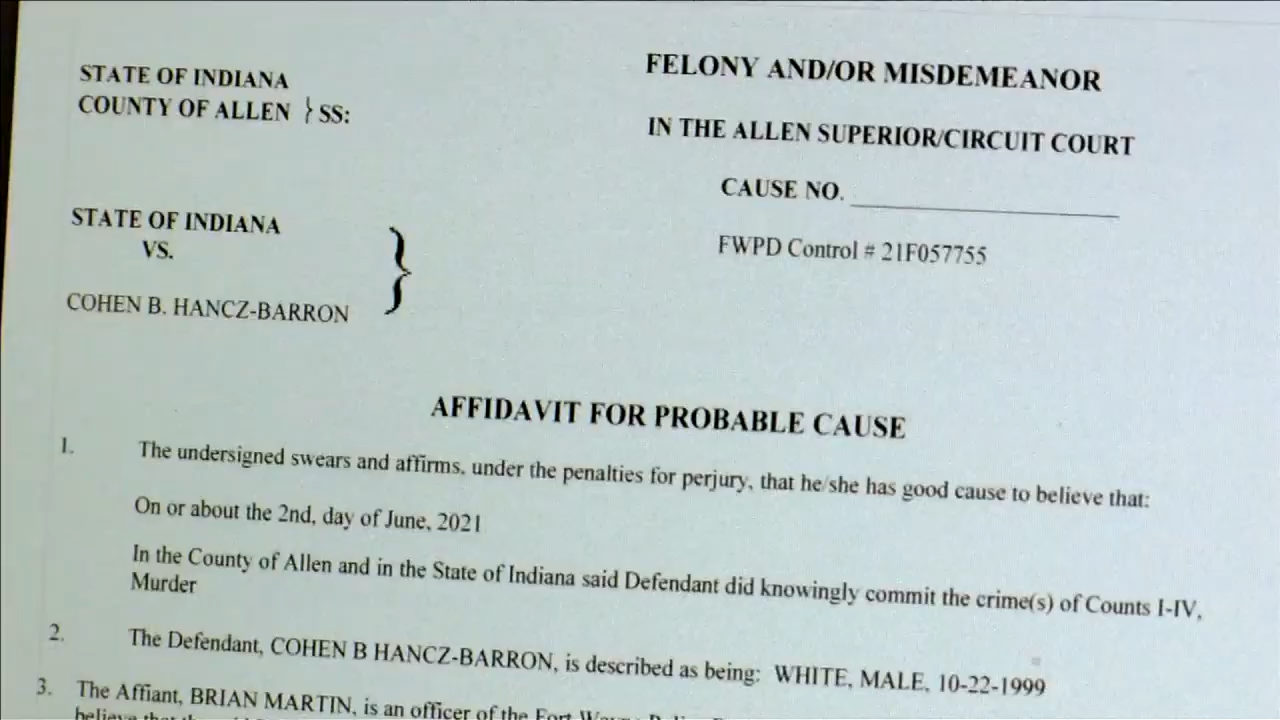 STATE OF INDIANA
COUNTY OF ALLEN } SS:
FELONY AND/OR MISDEMEANOR
IN THE ALLEN SUPERIOR/CIRCUIT COURT
CAUSE NO.
FWPD Control # 21F057755
STATE OF INDIANA
VS.
COHEN B. HANCZ-BARRON
}
AFFIDAVIT FOR PROBABLE CAUSE
1. The undersigned swears and affirms, under the penalties for perjury, that he/she has good cause to believe that:
On or about the 2nd, day of June, 2021
In the County of Allen and in the State of Indiana said Defendant did knowingly commit the crime(s) of Counts I-IV,
Murder
2. The Defendant, COHEN B HANCZ-BARRON, is described as being: WHITE, MALE, 10-22-1999
3. The Affiant, BRIAN MARTIN, is an officer of the Fort Wayne
believe that